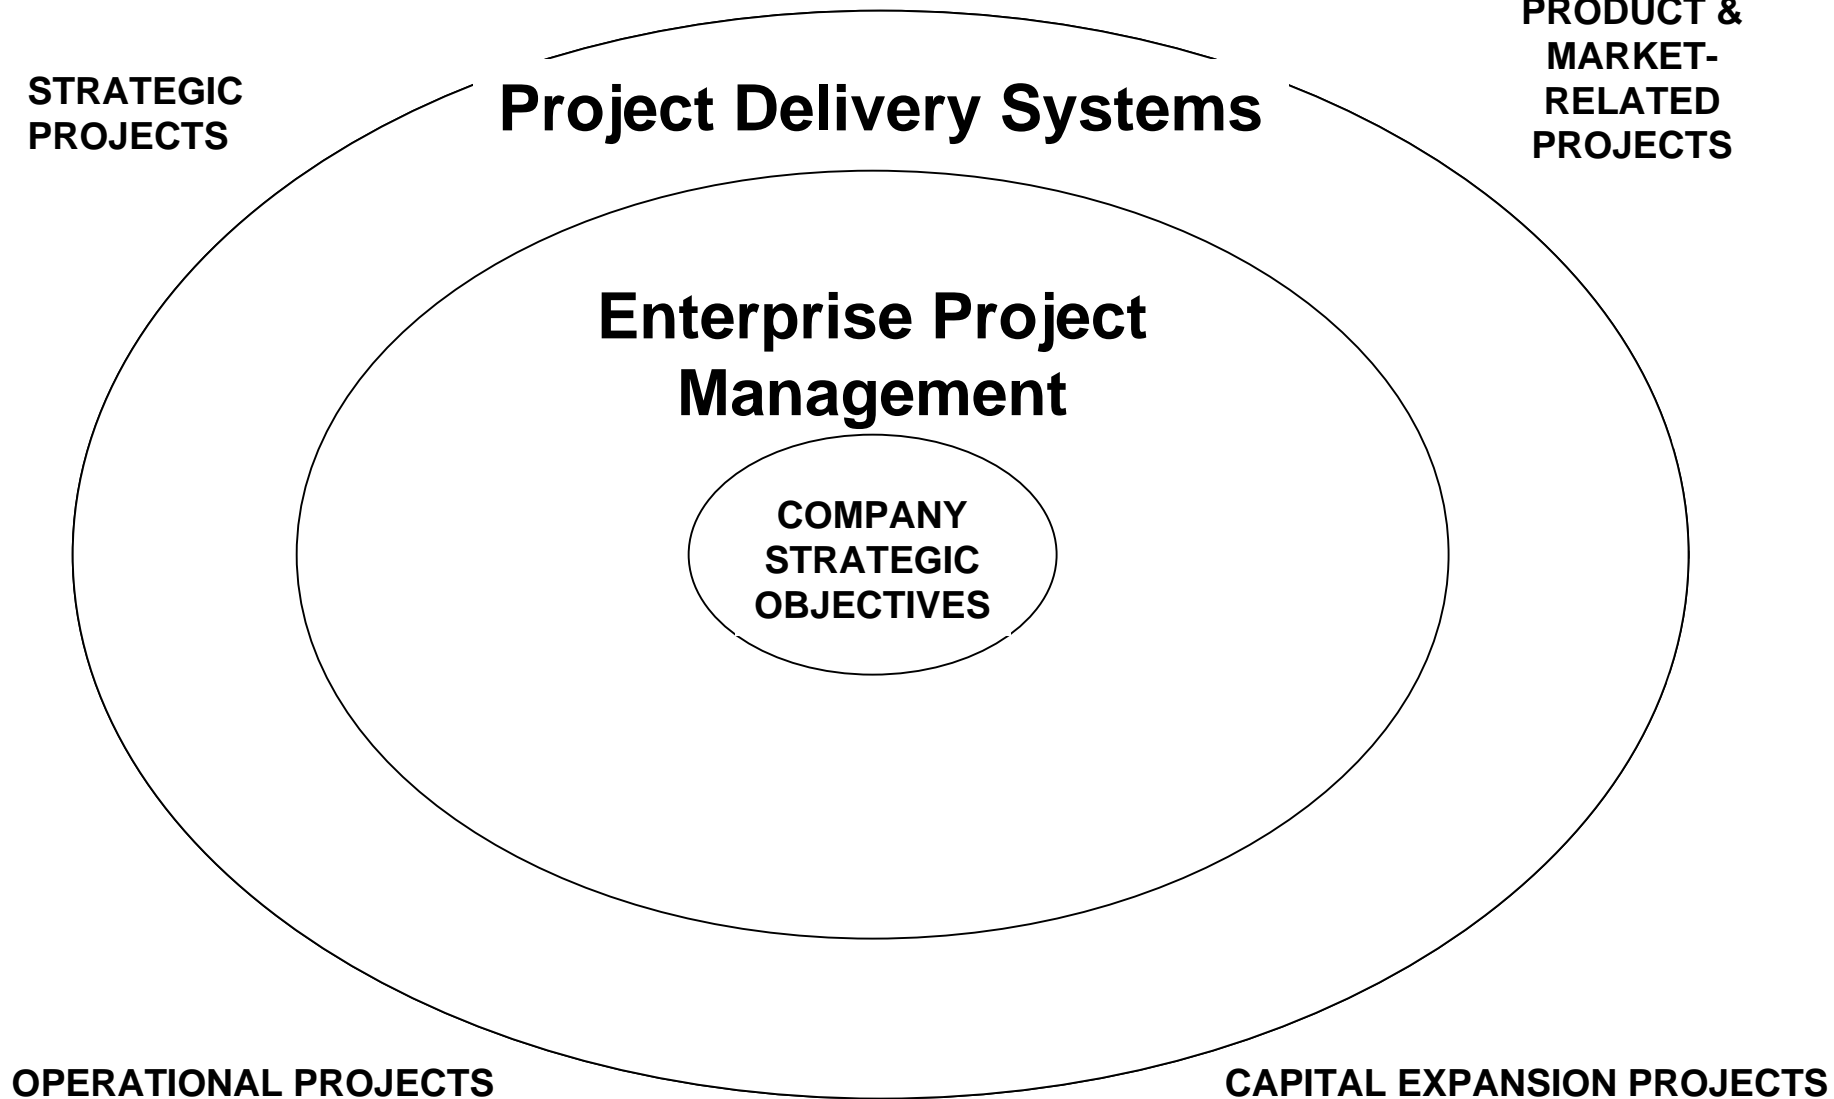 STRATEGIC
PROJECTS
Project Delivery Systems
PRODUCT &
MARKET-
RELATED
PROJECTS
Enterprise Project
Management
COMPANY
STRATEGIC
OBJECTIVES
OPERATIONAL PROJECTS
CAPITAL EXPANSION PROJECTS